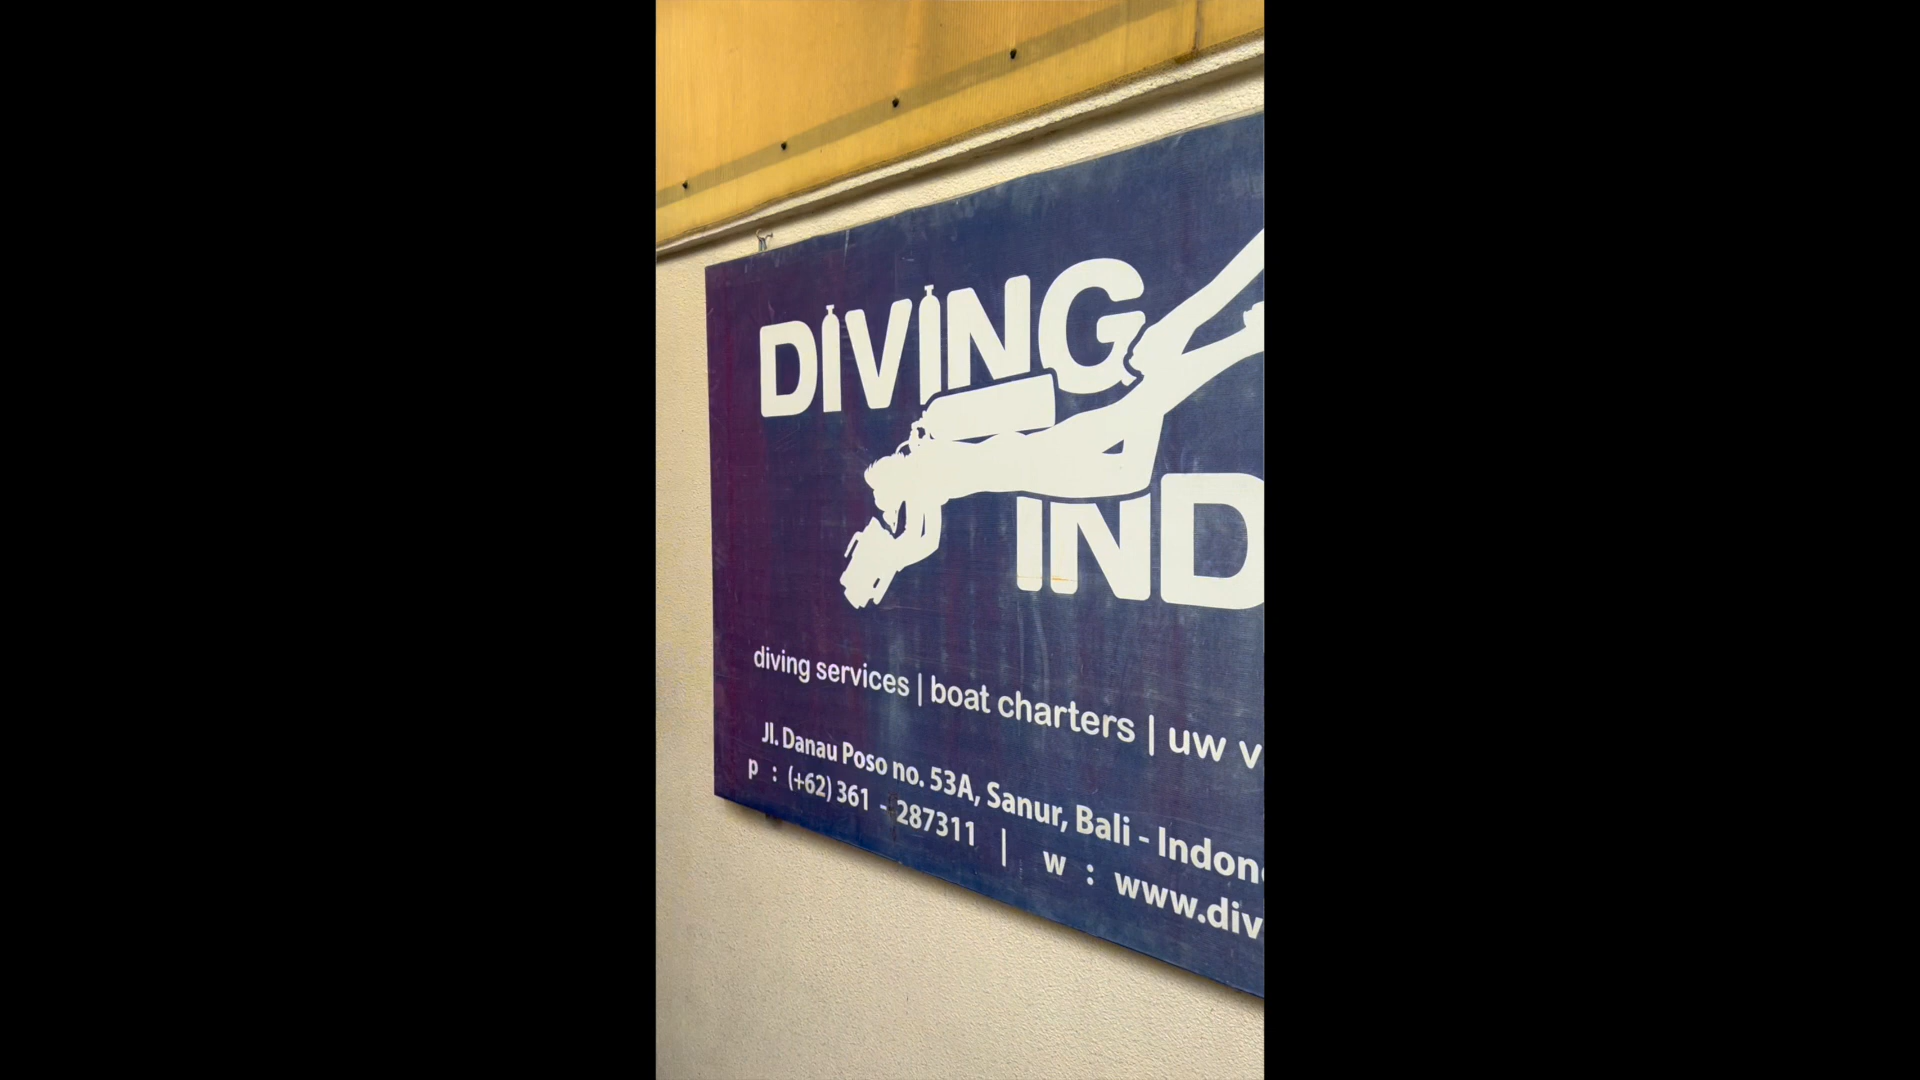 DIVING
IND
diving services | boat charters | uw v
Jl. Danau Poso no. 53A, Sanur, Bali - Indon
p : (+62) 361 - 287311 | w : www.div